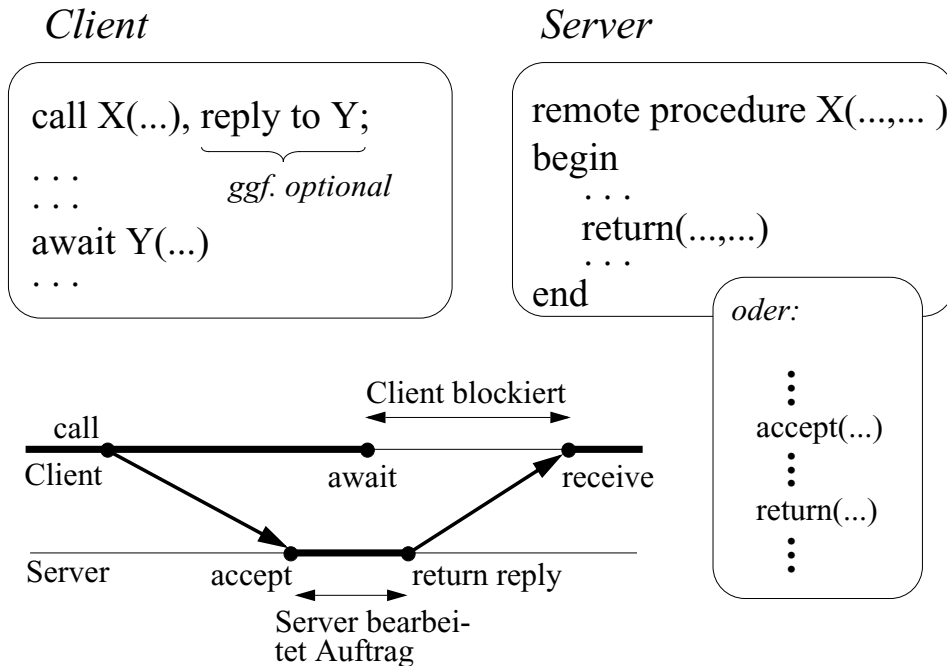 Client
call X(...), reply to Y;
ggf. optional
. . .
. . .
await Y(...)
. . .
Server
remote procedure X(...,... )
begin
. . .
return(...,...)
. . .
end
oder:
accept(...)
return(...)
Client blockiert
call
Client
await
receive
Server
accept
return reply
Server bearbei-
tet Auftrag